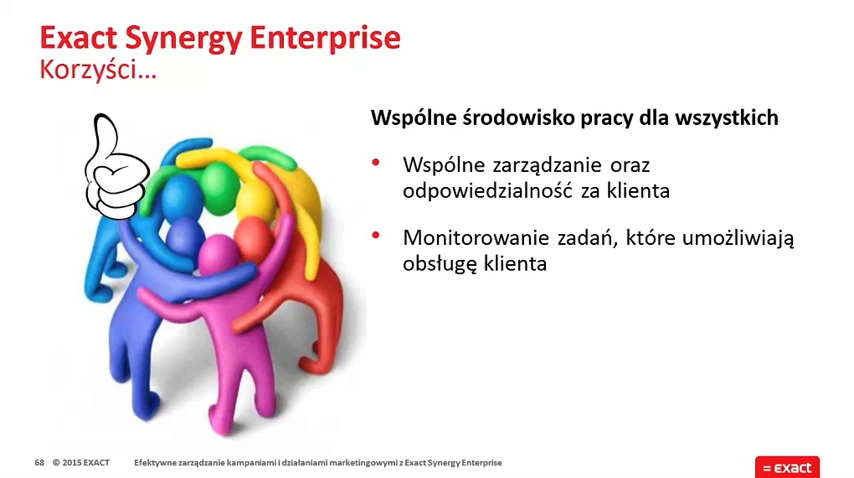 Exact Synergy Enterprise
Korzyści...
Wspólne środowisko pracy dla wszystkich
• Wspólne zarządzanie oraz
odpowiedzialność za klienta
• Monitorowanie zadań, które umożliwiają
obsługę klienta
68 © 2015 EXACT Efektywne zarządzanie kampaniami i działaniami marketingowymi z Exact Synergy Enterprise
= exact